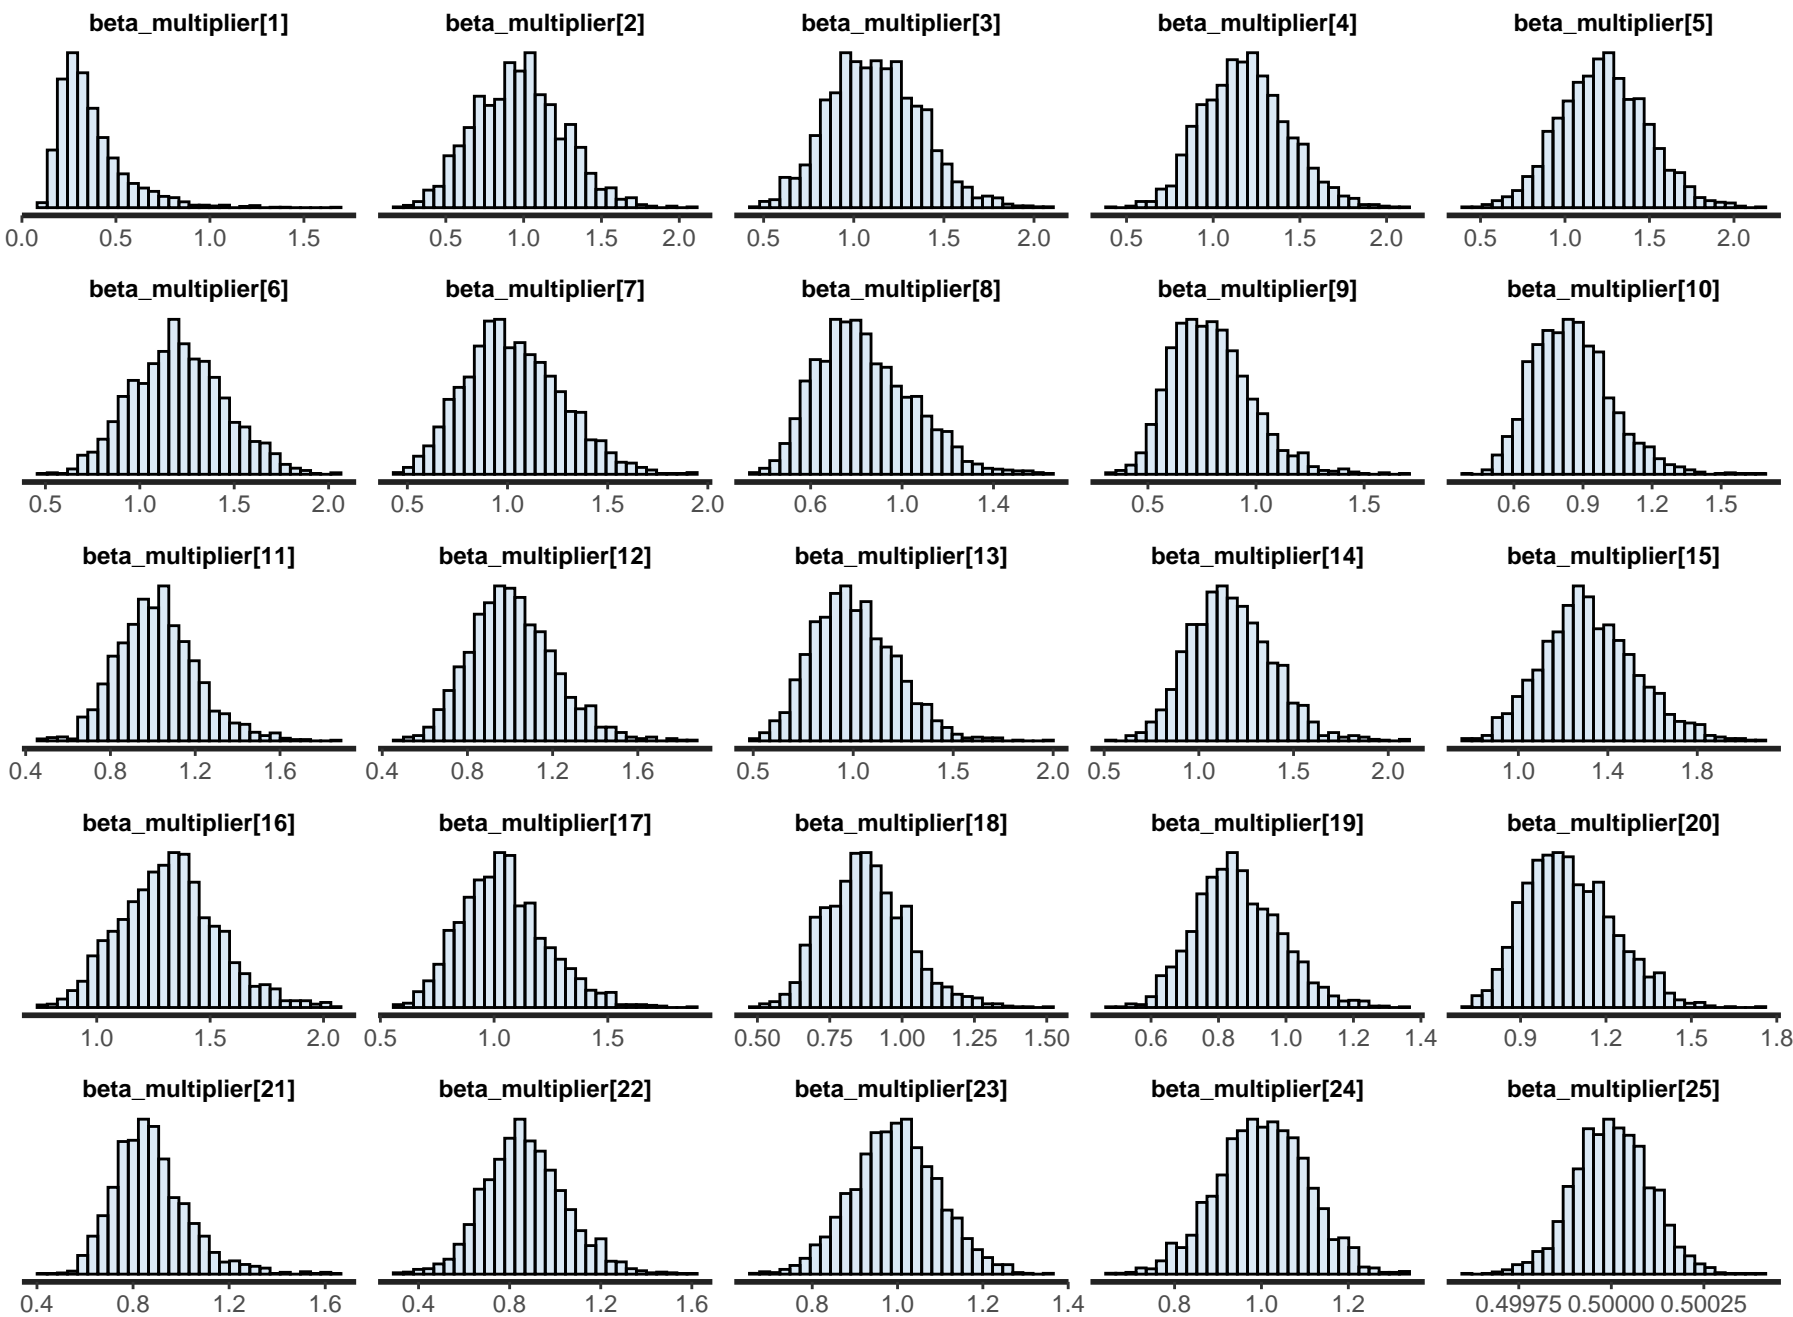 beta_multiplier[1] beta_multiplier[2] beta_multiplier[3] beta_multiplier[4] beta_multiplier[5]
0.0 0.5 1.0 1.5 0.5 1.0 1.5 2.0 0.5 1.0 1.5 2.0 0.5 1.0 1.5 2.0 0.5 1.0 1.5 2.0
beta_multiplier[6] beta_multiplier[7] beta_multiplier[8] beta_multiplier[9] beta_multiplier[10]
0.5 1.0 1.5 2.0 0.5 1.0 1.5 2.0 0.6 1.0 1.4 0.5 1.0 1.5 0.6 0.9 1.2 1.5
beta_multiplier[11] beta_multiplier[12] beta_multiplier[13] beta_multiplier[14] beta_multiplier[15]
0.4 0.8 1.2 1.6 0.4 0.8 1.2 1.6 0.5 1.0 1.5 2.0 0.5 1.0 1.5 2.0 1.0 1.4 1.8
beta_multiplier[16] beta_multiplier[17] beta_multiplier[18] beta_multiplier[19] beta_multiplier[20]
1.0 1.5 2.0 0.5 1.0 1.5 0.50 0.75 1.00 1.25 1.50 0.6 0.8 1.0 1.2 1.4 0.9 1.2 1.5 1.8
beta_multiplier[21] beta_multiplier[22] beta_multiplier[23] beta_multiplier[24] beta_multiplier[25]
0.4 0.8 1.2 1.6 0.4 0.8 1.2 1.6 0.8 1.0 1.2 1.4 0.8 1.0 1.2 0.49975 0.50000 0.50025